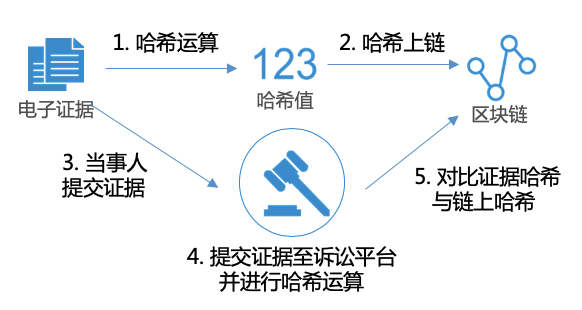 1. 哈希运算
2. 哈希上链
123
电子证据
哈希值
区块链
3. 当事人
提交证据
5. 对比证据哈希
与链上哈希
4. 提交证据至诉讼平台
并进行哈希运算